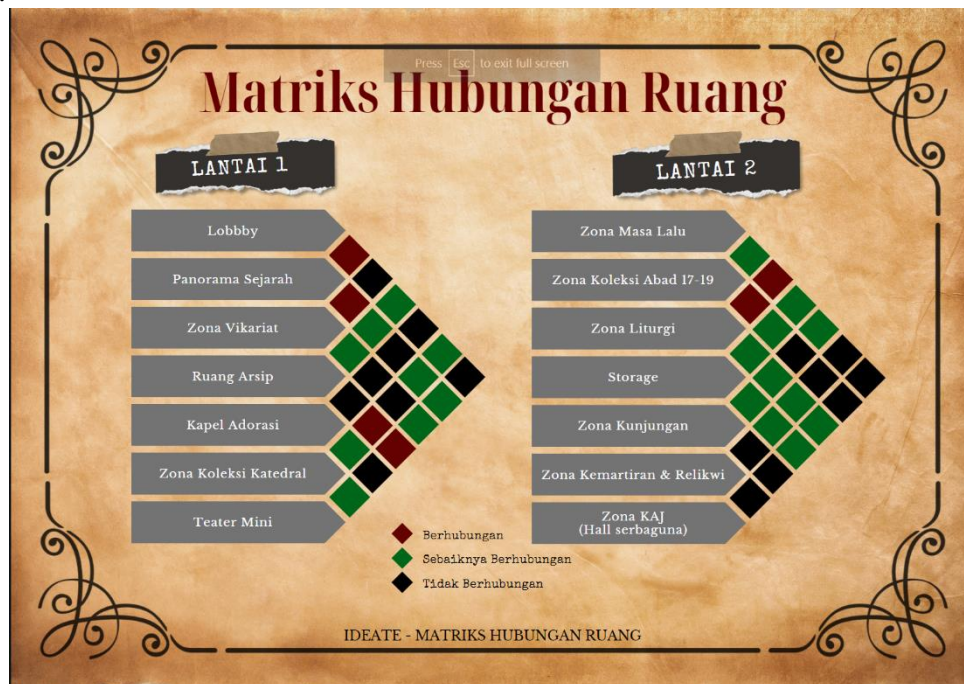 Press Esc to exit full screen
Matriks Hubungan Ruang
LANTAI 1
Lobbby
Panorama Sejarah
Zona Vikariat
Ruang Arsip
Kapel Adorasi
Zona Koleksi Katedral
Teater Mini
LANTAI 2
Zona Masa Lalu
Zona Koleksi Abad 17-19
Zona Liturgi
Storage
Zona Kunjungan
Zona Kemartiran & Relikwi
Zona KAJ
(Hall serbaguna)
Berhubungan
Sebaiknya Berhubungan
Tidak Berhubungan
IDEATE - MATRIKS HUBUNGAN RUANG